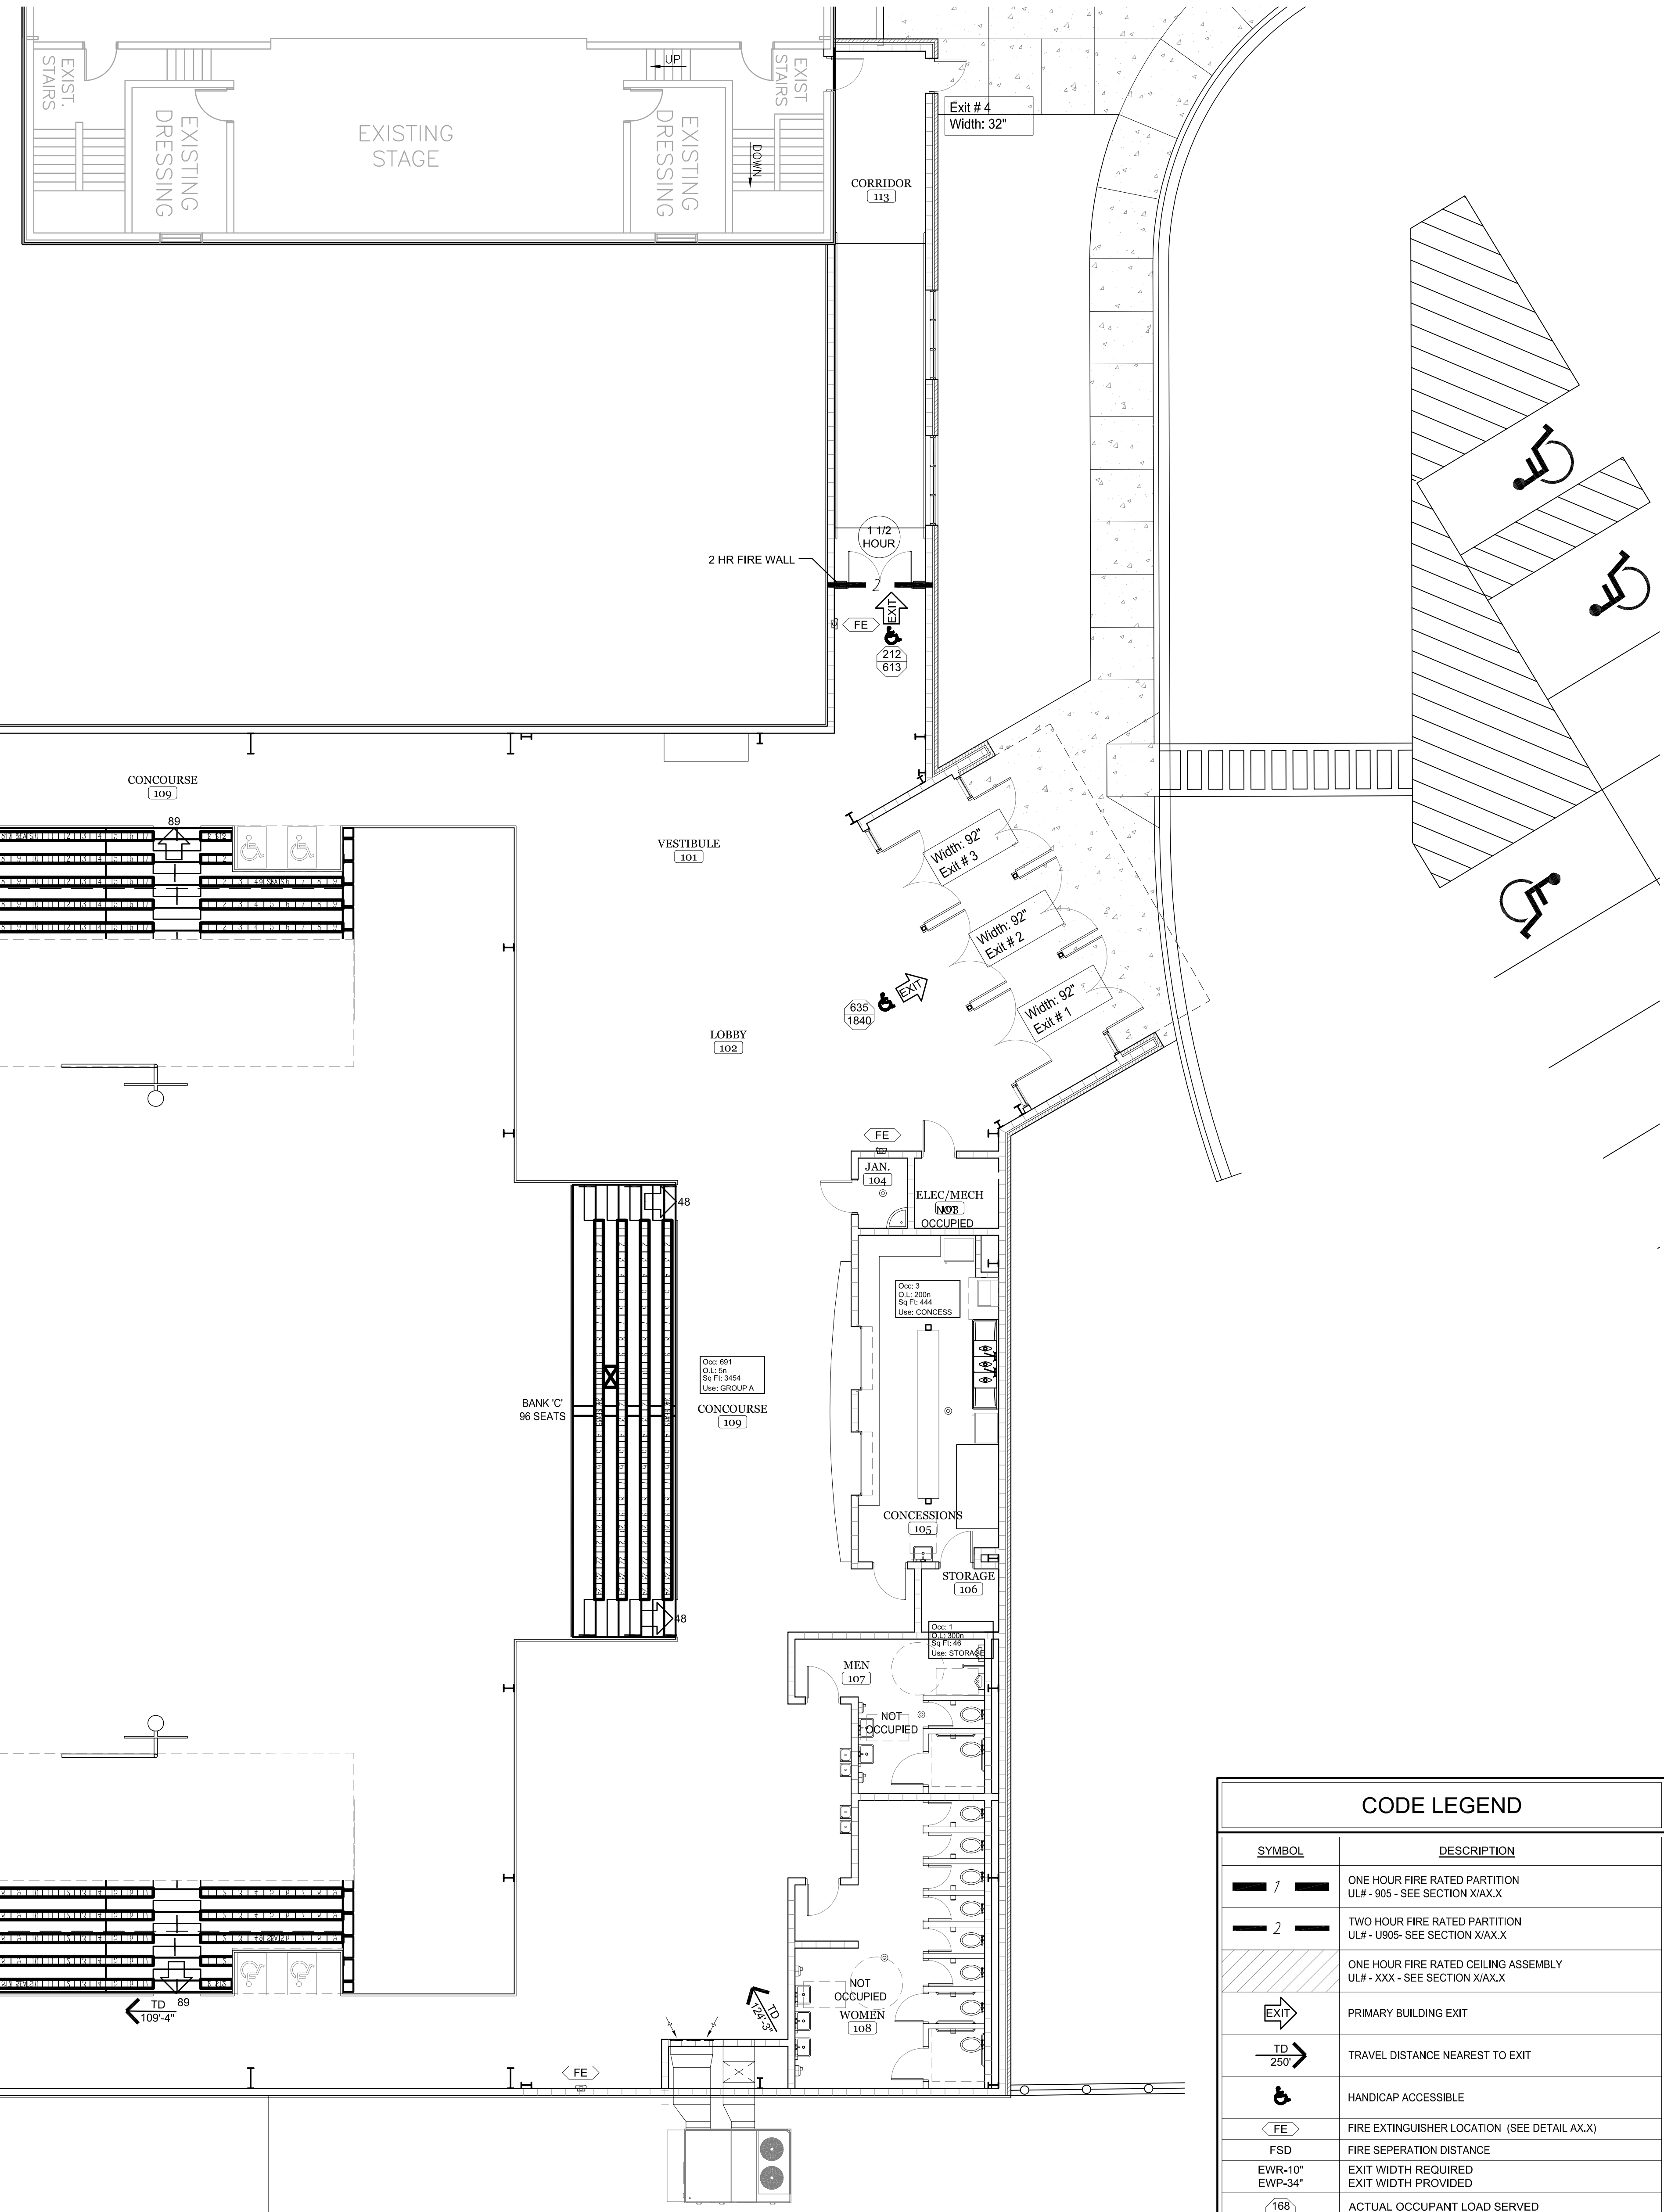 EXIST.
STAIRS
EXISTING
DRESSING
EXISTING
STAGE
UP
EXISTING
DRESSING
EXIST
STAIRS
DOWN
Exit # 4
Width: 32"
CORRIDOR
113
1 1/2
HOUR
2 HR FIRE WALL
2
EXIT
FE
212
613
CONCOURSE
109
89
VESTIBULE
101
Width: 92"
Exit # 3
Width: 92"
Exit # 2
Width: 92"
Exit # 1
EXIT
635
1840
LOBBY
102
FE
JAN.
104
ELEC/MECH
103
NOT
OCCUPIED
48
Occ: 3
O.L: 200n
Sq Ft: 444
Use: CONCESS
Occ: 691
O.L: 5n
Sq Ft: 3454
Use: GROUP A
BANK 'C'
96 SEATS
CONCOURSE
109
CONCESSIONS
105
STORAGE
106
48
Occ: 1
O.L: 300n
Sq Ft: 46
Use: STORAGE
MEN
107
NOT
OCCUPIED
NOT
OCCUPIED
WOMEN
108
TD
124'-3"
89
TD
109'-4"
FE
CODE LEGEND
SYMBOL
DESCRIPTION
1
ONE HOUR FIRE RATED PARTITION
UL# - 905 - SEE SECTION X/AX.X
2
TWO HOUR FIRE RATED PARTITION
UL# - U905- SEE SECTION X/AX.X
ONE HOUR FIRE RATED CEILING ASSEMBLY
UL# - XXX - SEE SECTION X/AX.X
EXIT
PRIMARY BUILDING EXIT
TD
250'
TRAVEL DISTANCE NEAREST TO EXIT
HANDICAP ACCESSIBLE
FE
FIRE EXTINGUISHER LOCATION (SEE DETAIL AX.X)
FSD
FIRE SEPERATION DISTANCE
EWR-10"
EXIT WIDTH REQUIRED
EWP-34"
EXIT WIDTH PROVIDED
168
ACTUAL OCCUPANT LOAD SERVED